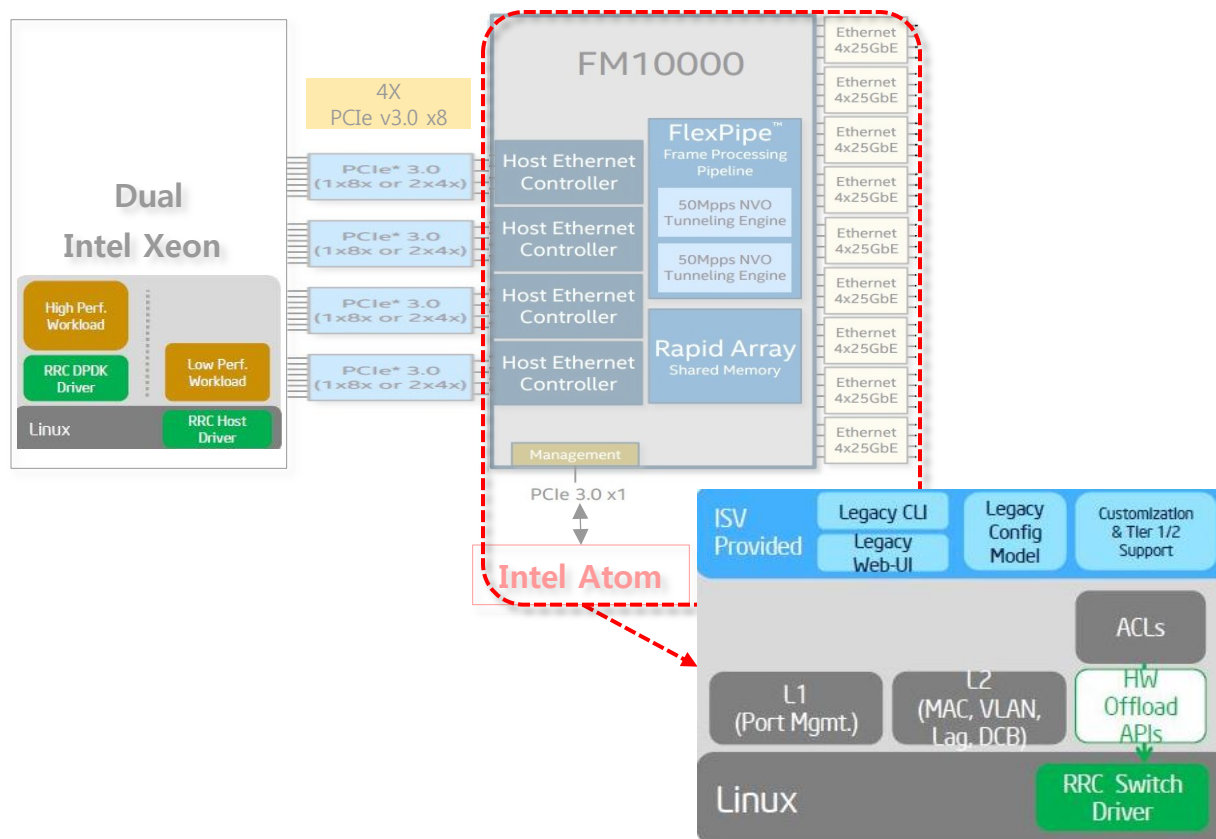 Dual
Intel Xeon
High Perf.
Workload
RRC DPDK
Driver
Low Perf.
Workload
Linux
RRC Host
Driver
4X
PCIe v3.0 x8
PCIe* 3.0
(1x8x or 2x4x)
PCIe* 3.0
(1x8x or 2x4x)
PCIe* 3.0
(1x8x or 2x4x)
PCIe* 3.0
(1x8x or 2x4x)
FM10000
Host Ethernet
Controller
Host Ethernet
Controller
Host Ethernet
Controller
Host Ethernet
Controller
FlexPipe™
Frame Processing
Pipeline
50Mpps NVO
Tunneling Engine
50Mpps NVO
Tunneling Engine
Rapid Array
Shared Memory
Management
PCIe 3.0 x1
Intel Atom
Ethernet
4x25GbE
Ethernet
4x25GbE
Ethernet
4x25GbE
Ethernet
4x25GbE
Ethernet
4x25GbE
Ethernet
4x25GbE
Ethernet
4x25GbE
Ethernet
4x25GbE
Ethernet
4x25GbE
ISV
Provided
Legacy CLI
Legacy
Web-UI
Legacy
Config
Model
Customization
& Tier 1/2
Support
ACLs
L1
(Port Mgmt.)
L2
(MAC, VLAN,
Lag, DCB)
HW
Offload
APIs
Linux
RRC Switch
Driver